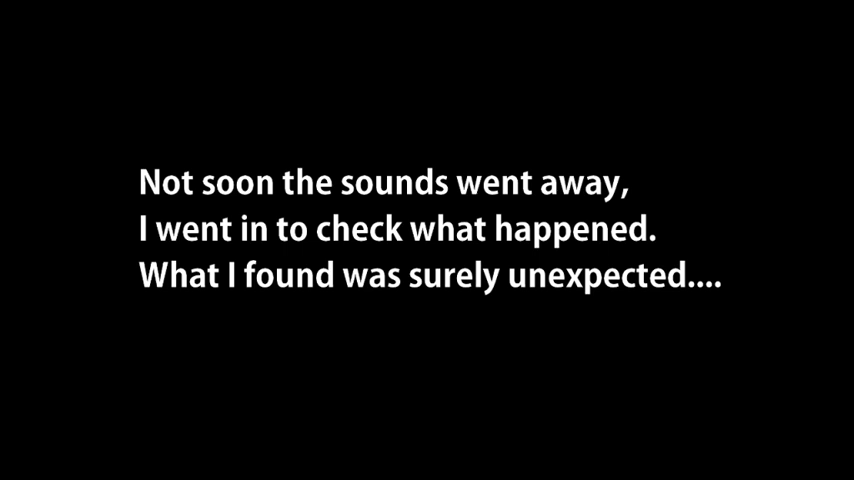 Not soon the sounds went away,
I went in to check what happened.
What I found was surely unexpected....